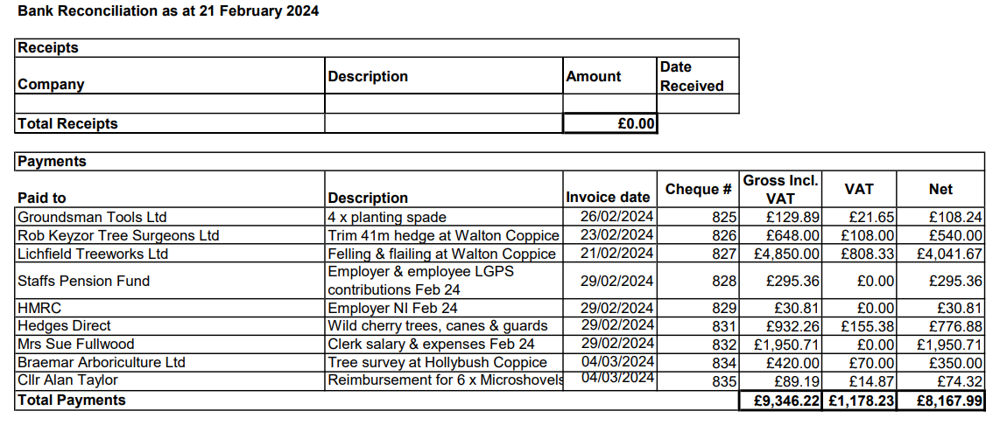 Bank Reconciliation as at 21 February 2024
Receipts
Company Description Amount Date Received
Total Receipts £0.00
Payments
Paid to Description Invoice date Cheque # Gross Incl. VAT VAT Net
Groundsman Tools Ltd 4 x planting spade 26/02/2024 825 £129.89 £21.65 £108.24
Rob Keyzor Tree Surgeons Ltd Trim 41m hedge at Walton Coppice 23/02/2024 826 £648.00 £108.00 £540.00
Lichfield Treeworks Ltd Felling & flailing at Walton Coppice 21/02/2024 827 £4,850.00 £808.33 £4,041.67
Staffs Pension Fund Employer & employee LGPS contributions Feb 24 29/02/2024 828 £295.36 £0.00 £295.36
HMRC Employer NI Feb 24 29/02/2024 829 £30.81 £0.00 £30.81
Hedges Direct Wild cherry trees, canes & guards 29/02/2024 831 £932.26 £155.38 £776.88
Mrs Sue Fullwood Clerk salary & expenses Feb 24 29/02/2024 832 £1,950.71 £0.00 £1,950.71
Braemar Arboriculture Ltd Tree survey at Hollybush Coppice 04/03/2024 834 £420.00 £70.00 £350.00
Cllr Alan Taylor Reimbursement for 6 x Microshovels 04/03/2024 835 £89.19 £14.87 £74.32
Total Payments £9,346.22 £1,178.23 £8,167.99